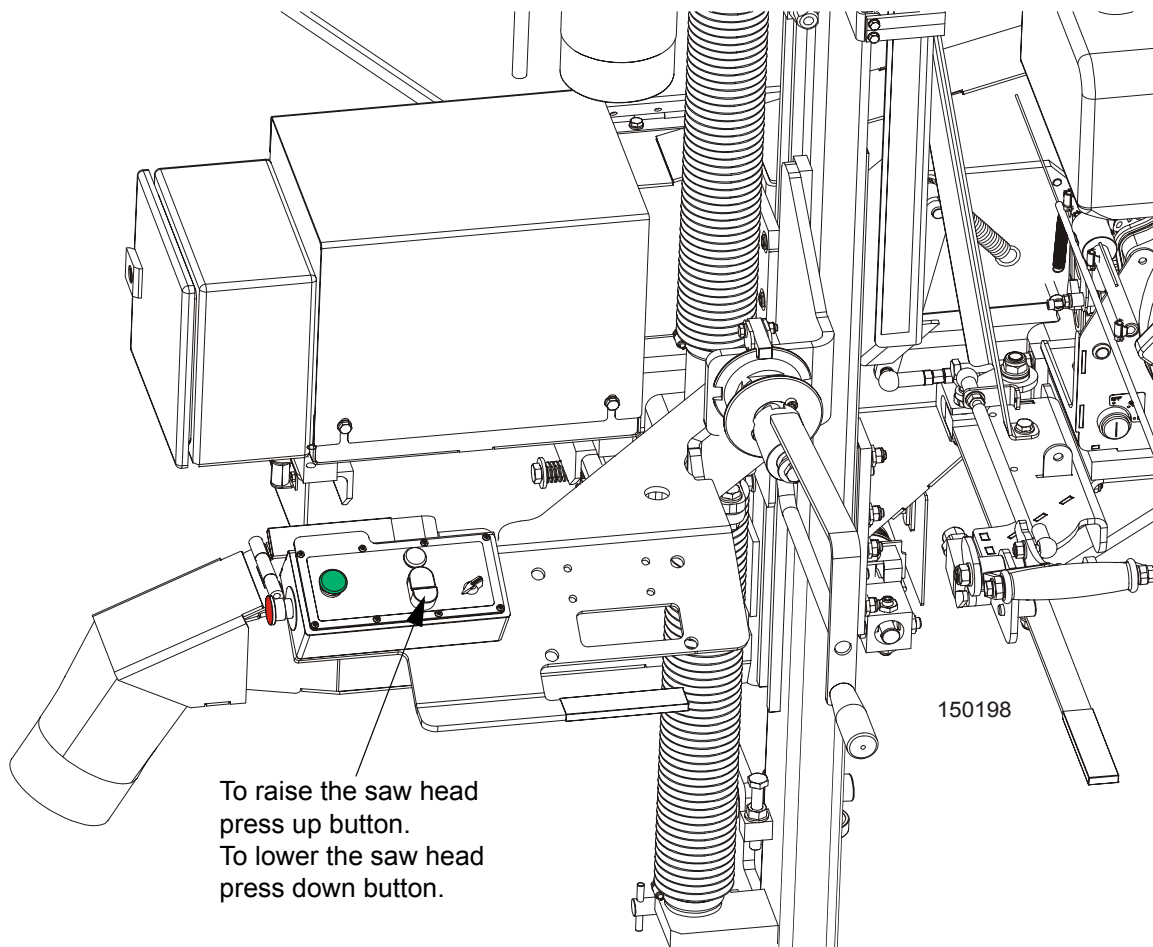 150198
To raise the saw head
press up button.
To lower the saw head
press down button.